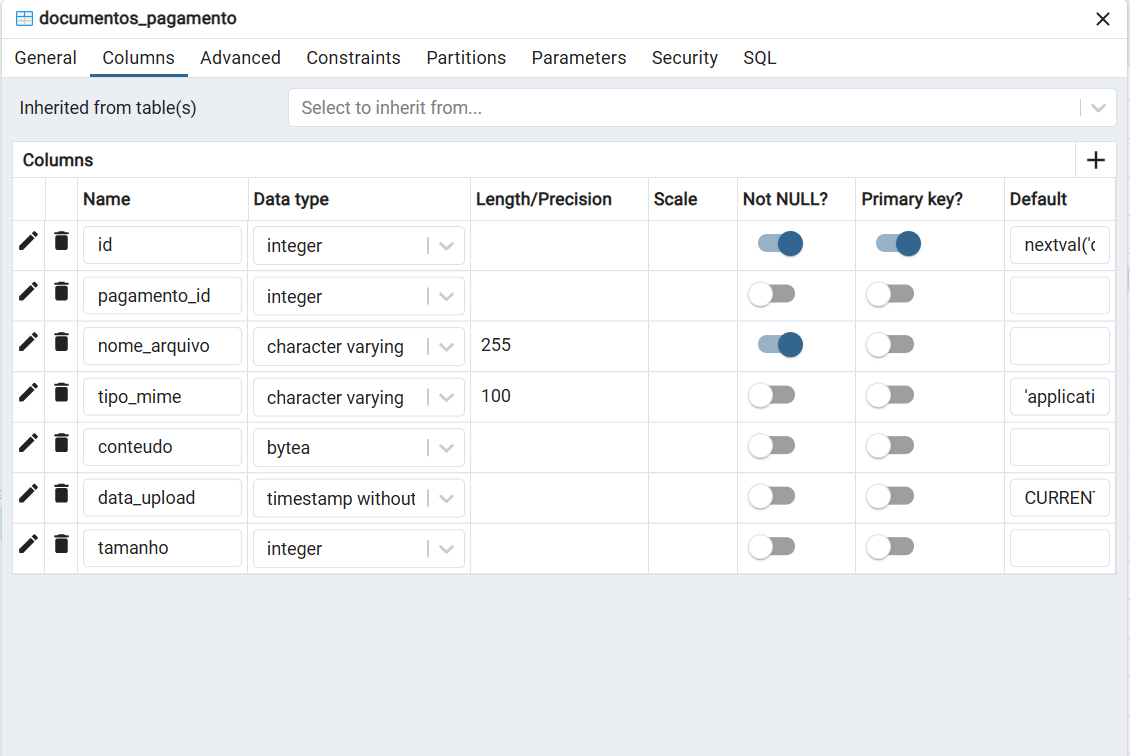 documentos_pagamento
General Columns Advanced Constraints Partitions Parameters Security SQL
Inherited from table(s) Select to inherit from...
Columns
Name Data type Length/Precision Scale Not NULL? Primary key? Default
id integer nextval('
pagamento_id integer
nome_arquivo character varying 255
tipo_mime character varying 100 'applicati
conteudo bytea
data_upload timestamp without CURREN
tamanho integer